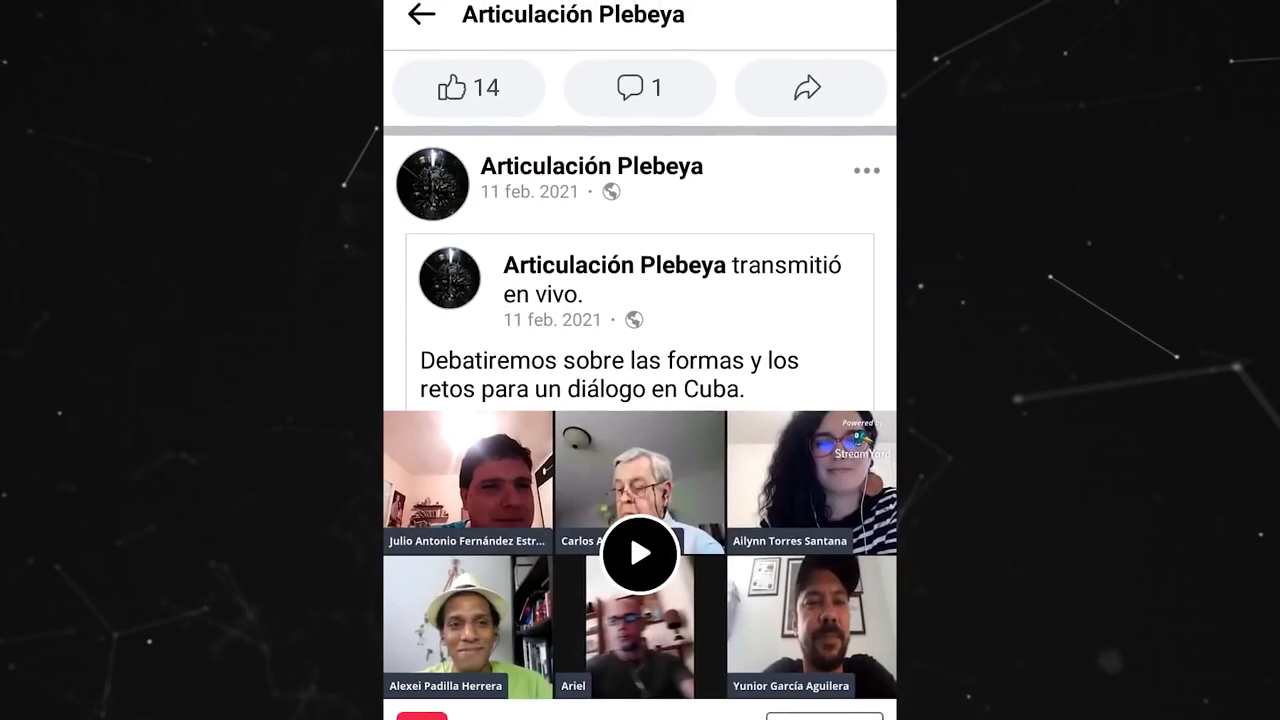 Articulación Plebeya
14
1
Articulación Plebeya
11 feb. 2021 ·
Articulación Plebeya transmitió
en vivo.
11 feb. 2021 ·
Debatiremos sobre las formas y los
retos para un diálogo en Cuba.
Powered by
StreamYard
Julio Antonio Fernández Estr...
Carlos
Ailynn Torres Santana
Alexei Padilla Herrera
Ariel
Yunior García Aguilera